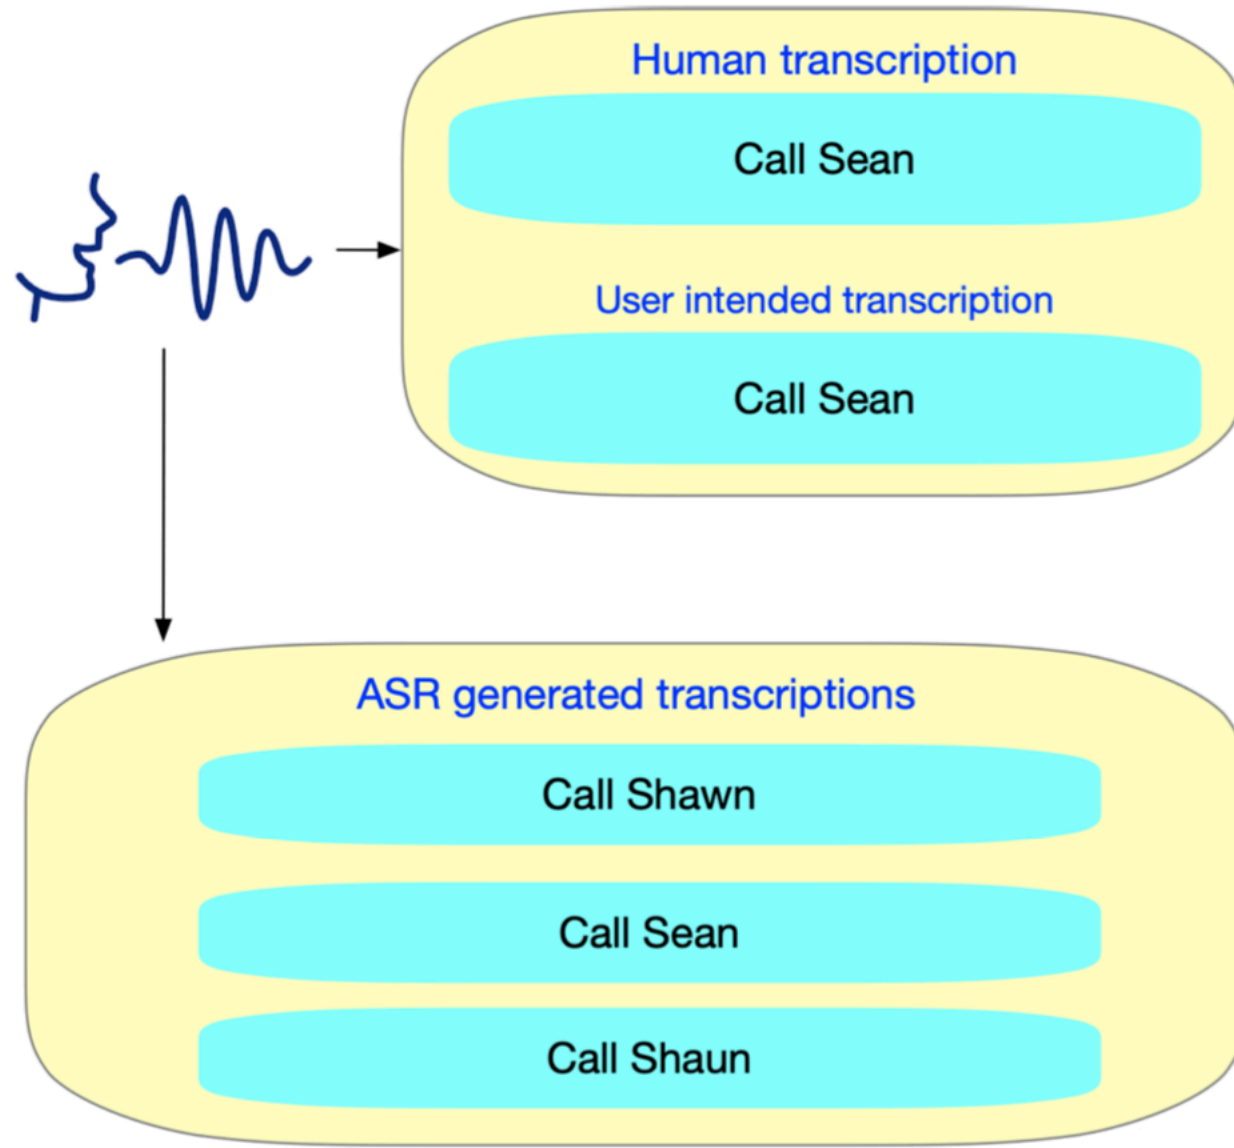 Human transcription
Call Sean
User intended transcription
Call Sean
ASR generated transcriptions
Call Shawn
Call Sean
Call Shaun